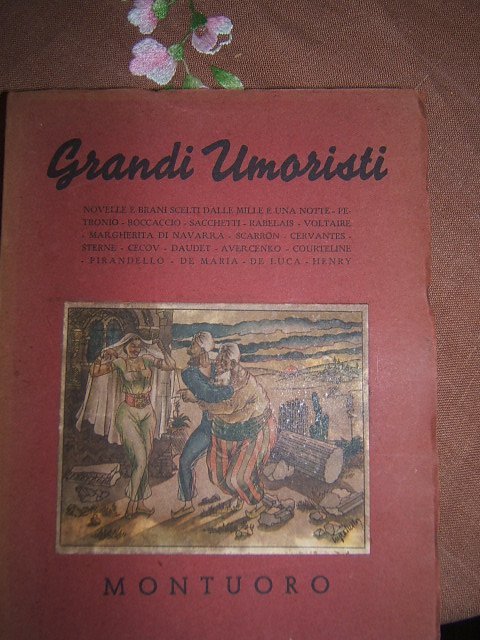 Grandi Umoristi
NOVELLE E BRANI SCELTI DALLE MILLE E UNA NOTTE - PE-
TRONIO - BOCCACCIO - SACCHETTI - RABELAIS - VOLTAIRE
- MARGHERITA DI NAVARRA - SCARRON - CERVANTES -
STERNE - CECOV - DAUDET - AVERCENKO - COURTELINE
- PIRANDELLO - DE MARIA - DE LUCA - HENRY -
MONTUORO